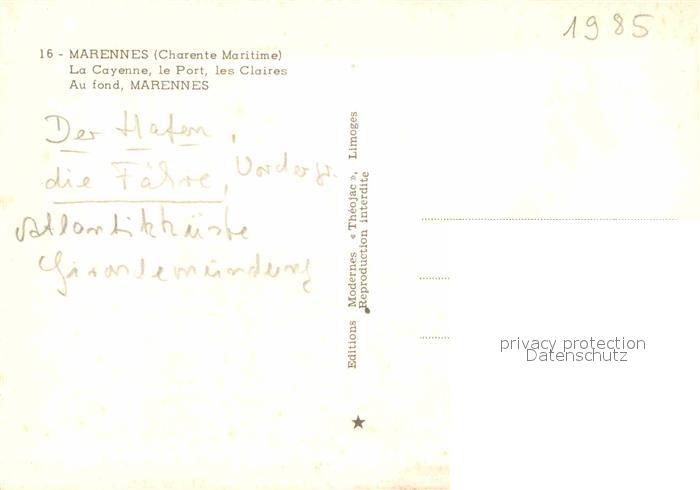 1985
16 - MARENNES (Charente Maritime)
La Cayenne, le Port, les Claires
Au fond, MARENNES
Der Hafen,
die Fähre, Vordergr.
Atlantikküste
Girondemündung
Editions Modernes « Théojac », Limoges
Reproduction interdite
privacy protection
Datenschutz